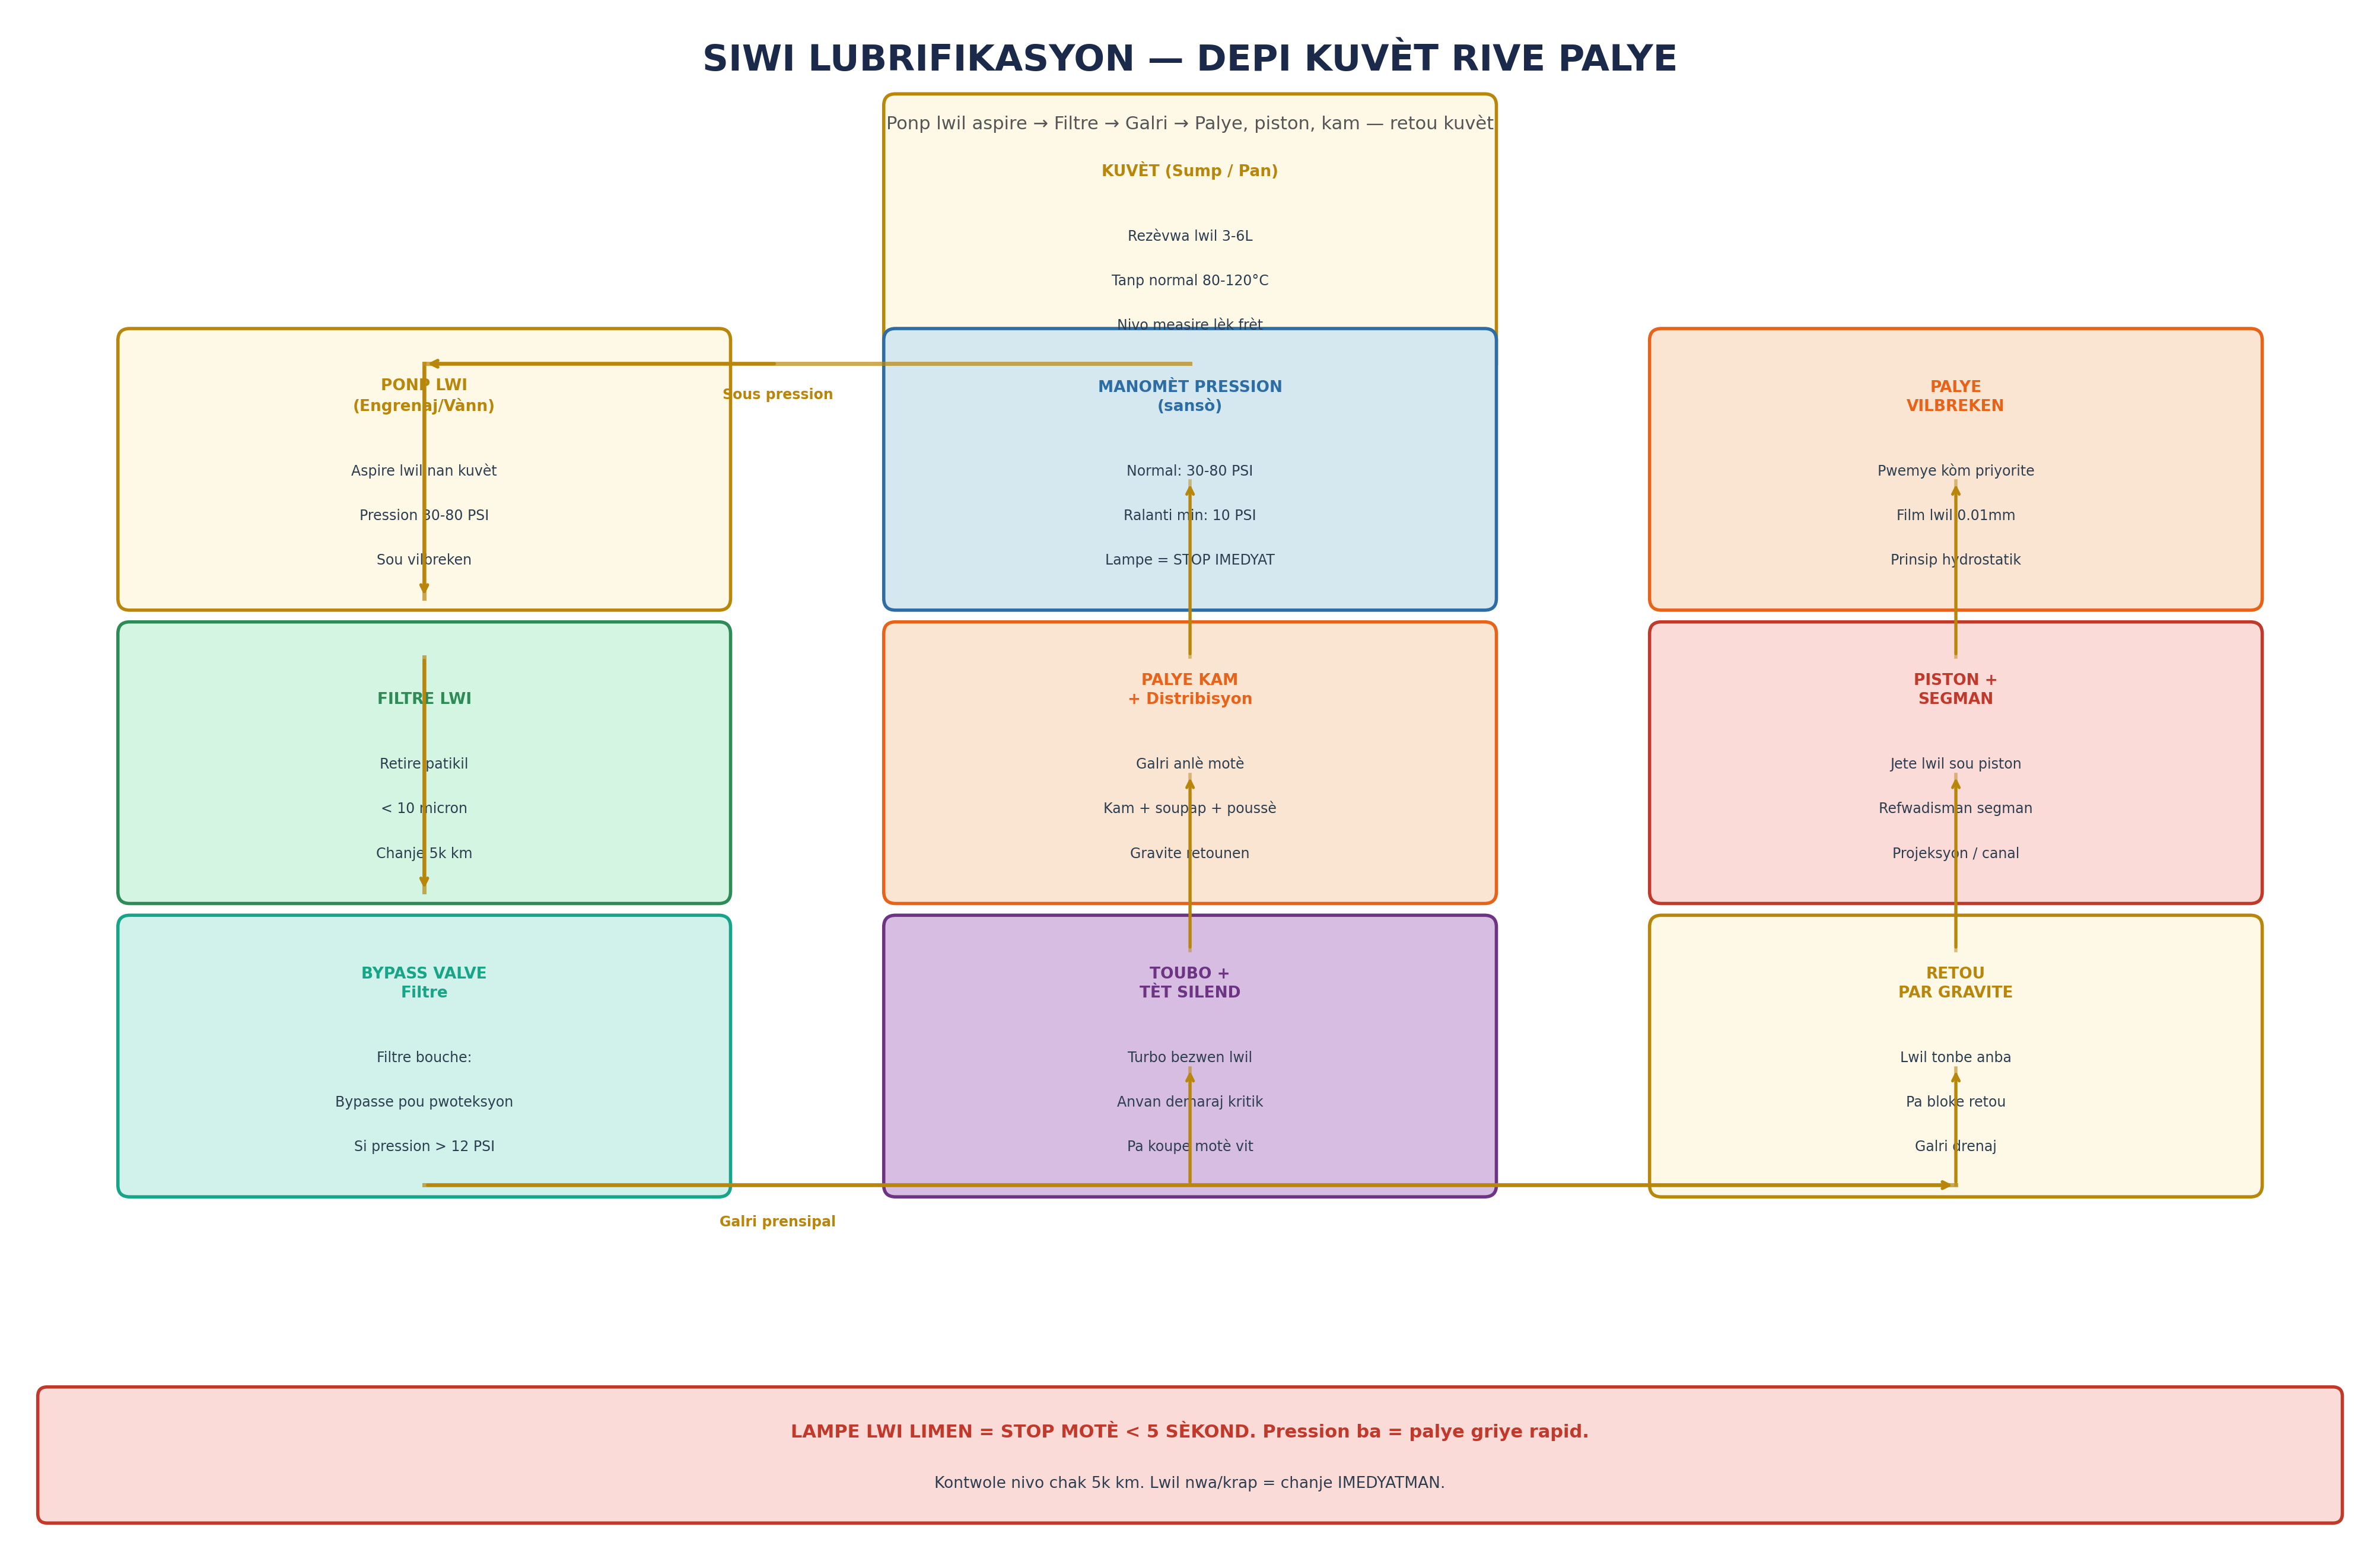 SIWI LUBRIFIKASYON — DEPI KUVÈT RIVE PALYE
Ponp lwil aspire → Filtre → Galri → Palye, piston, kam — retou kuvèt
KUVÈT (Sump / Pan)
Rezèvwa lwil 3-6L
Tanp normal 80-120°C
Nivo measire lèk frèt
PONP LWI
(Engrenaj/Vànn)
Aspire lwil nan kuvèt
Pression 30-80 PSI
Sou vilbreken
Sous pression
MANOMÈT PRESSION
(sansò)
Normal: 30-80 PSI
Ralanti min: 10 PSI
Lampe = STOP IMEDYAT
PALYE
VILBREKEN
Pwemye kòm priyorite
Film lwil 0.01mm
Prinsip hydrostatik
FILTRE LWI
Retire patikil
< 10 micron
Chanje 5k km
PALYE KAM
+ Distribisyon
Galri anlè motè
Kam + soupap + poussè
Gravite retounen
PISTON +
SEGMAN
Jete lwil sou piston
Refwadisman segman
Projeksyon / canal
BYPASS VALVE
Filtre
Filtre bouche:
Bypasse pou pwoteksyon
Si pression > 12 PSI
TOUBO +
TÈT SILEND
Turbo bezwen lwil
Anvan demaraj kritik
Pa koupe motè vit
RETOU
PAR GRAVITE
Lwil tonbe anba
Pa bloke retou
Galri drenaj
Galri prensipal
LAMPE LWI LIMEN = STOP MOTÈ < 5 SÈKOND. Pression ba = palye griye rapid.
Kontwole nivo chak 5k km. Lwil nwa/krap = chanje IMEDYATMAN.